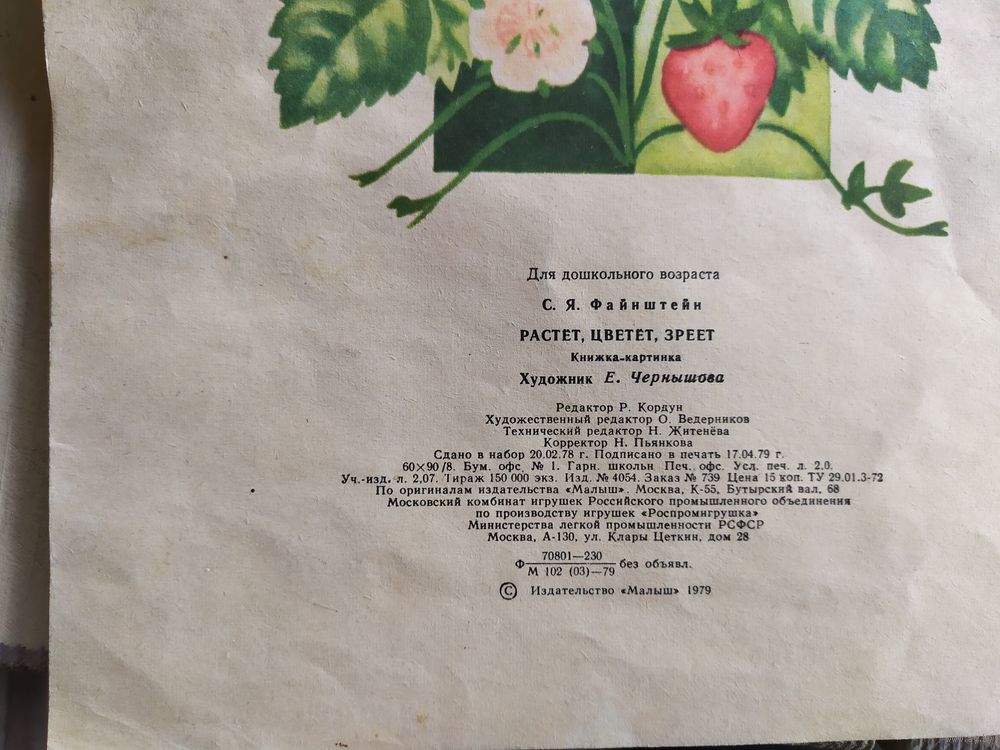 Для дошкольного возраста
С. Я. Файнштейн
РАСТЁТ, ЦВЕТЁТ, ЗРЕЕТ
Книжка-картинка
Художник Е. Чернышова
Редактор Р. Кордун
Художественный редактор О. Ведерников
Технический редактор Н. Житенёва
Корректор Н. Пьянкова
Сдано в набор 20.02.78 г. Подписано в печать 17.04.79 г.
60×90/8. Бум. офс. № 1. Гарн. школьн Печ. офс. Усл. печ. л. 2.0.
Уч.-изд. л. 2,07. Тираж 150 000 экз. Изд. № 4054. Заказ № 739 Цена 15 коп. ТУ 29.01.3-72
По оригиналам издательства «Малыш». Москва, К-55, Бутырский вал, 68
Московский комбинат игрушек Российского промышленного объединения
по производству игрушек «Роспромигрушка»
Министерства легкой промышленности РСФСР
Москва, А-130, ул. Клары Цеткин, дом 28
70801—230
Ф М 102 (03)—79 без объявл.
© Издательство «Малыш» 1979